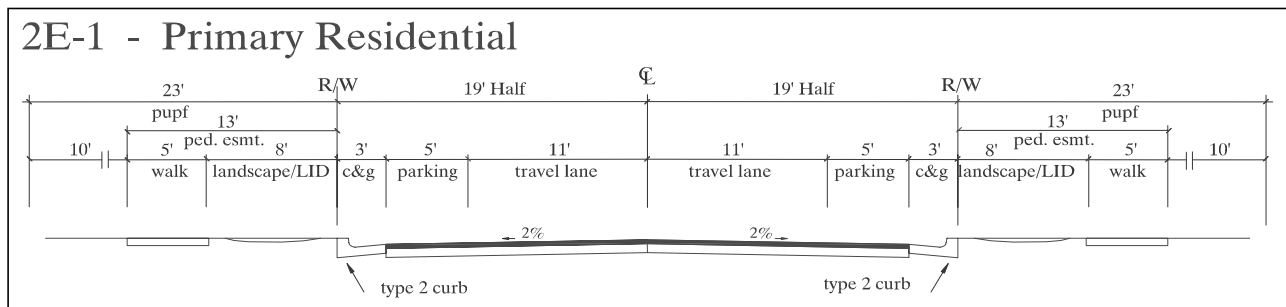 2E-1 - Primary Residential
R/W ℄ R/W
23' 19' Half 19' Half 23'
pupf pupf
13' 13'
ped. esmt. ped. esmt.
10' 5' 8' 3' 5' 11' 11' 5' 3' 8' 5' 10'
walk landscape/LID c&g parking travel lane travel lane parking c&g landscape/LID walk
2% 2%
type 2 curb type 2 curb